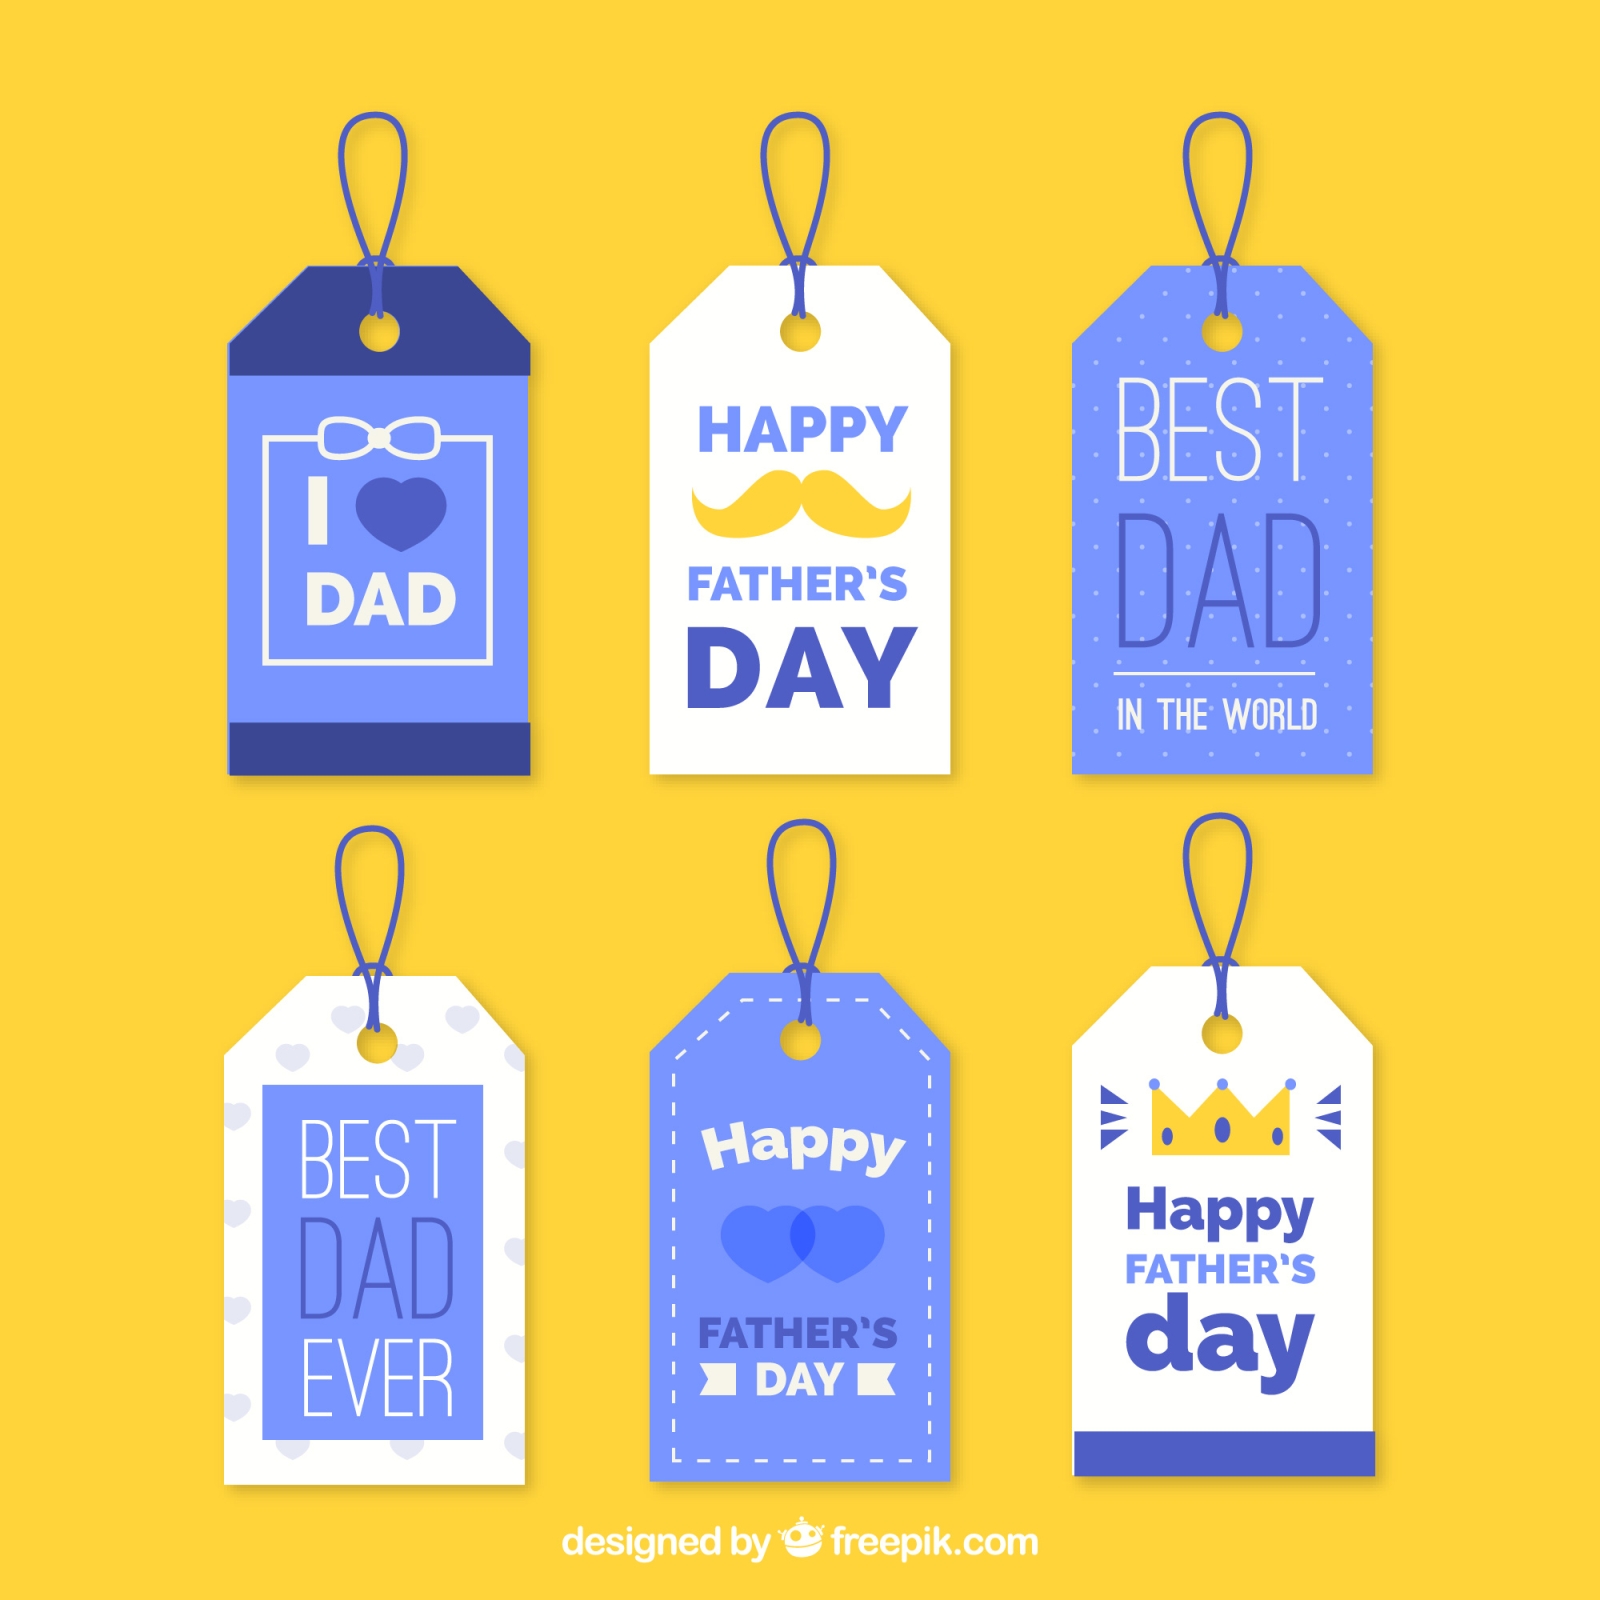 I
DAD
HAPPY
FATHER'S
DAY
BEST
DAD
IN THE WORLD
BEST
DAD
EVER
Happy
FATHER'S
DAY
Happy
FATHER'S
day
designed by freepik.com